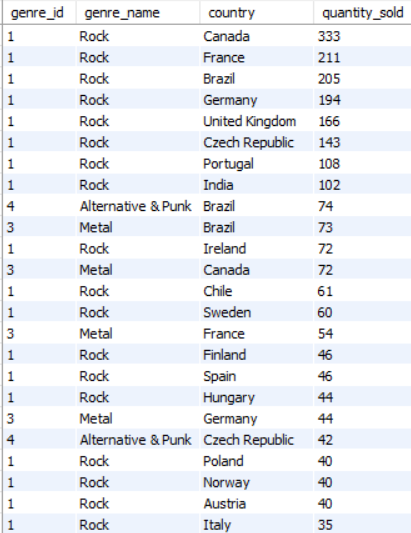 genre_id genre_name country quantity_sold
1 Rock Canada 333
1 Rock France 211
1 Rock Brazil 205
1 Rock Germany 194
1 Rock United Kingdom 166
1 Rock Czech Republic 143
1 Rock Portugal 108
1 Rock India 102
4 Alternative & Punk Brazil 74
3 Metal Brazil 73
1 Rock Ireland 72
3 Metal Canada 72
1 Rock Chile 61
1 Rock Sweden 60
3 Metal France 54
1 Rock Finland 46
1 Rock Spain 46
1 Rock Hungary 44
3 Metal Germany 44
4 Alternative & Punk Czech Republic 42
1 Rock Poland 40
1 Rock Norway 40
1 Rock Austria 40
1 Rock Italy 35